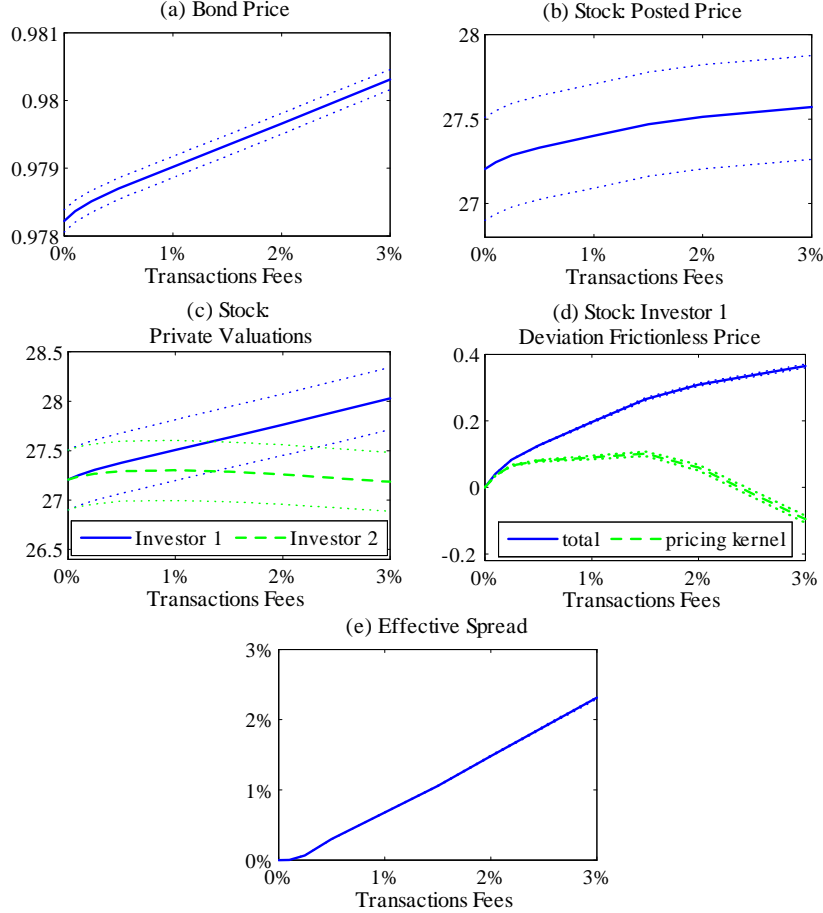 (a) Bond Price
0.981
0.98
0.979
0.978
0% 1% 2% 3%
Transactions Fees
(b) Stock: Posted Price
28
27.5
27
0% 1% 2% 3%
Transactions Fees
(c) Stock:
Private Valuations
28.5
28
27.5
27
26.5
Investor 1 Investor 2
0% 1% 2% 3%
Transactions Fees
(d) Stock: Investor 1
Deviation Frictionless Price
0.4
0.2
0
-0.2
total pricing kernel
0% 1% 2% 3%
Transactions Fees
(e) Effective Spread
3%
2%
1%
0%
0% 1% 2% 3%
Transactions Fees